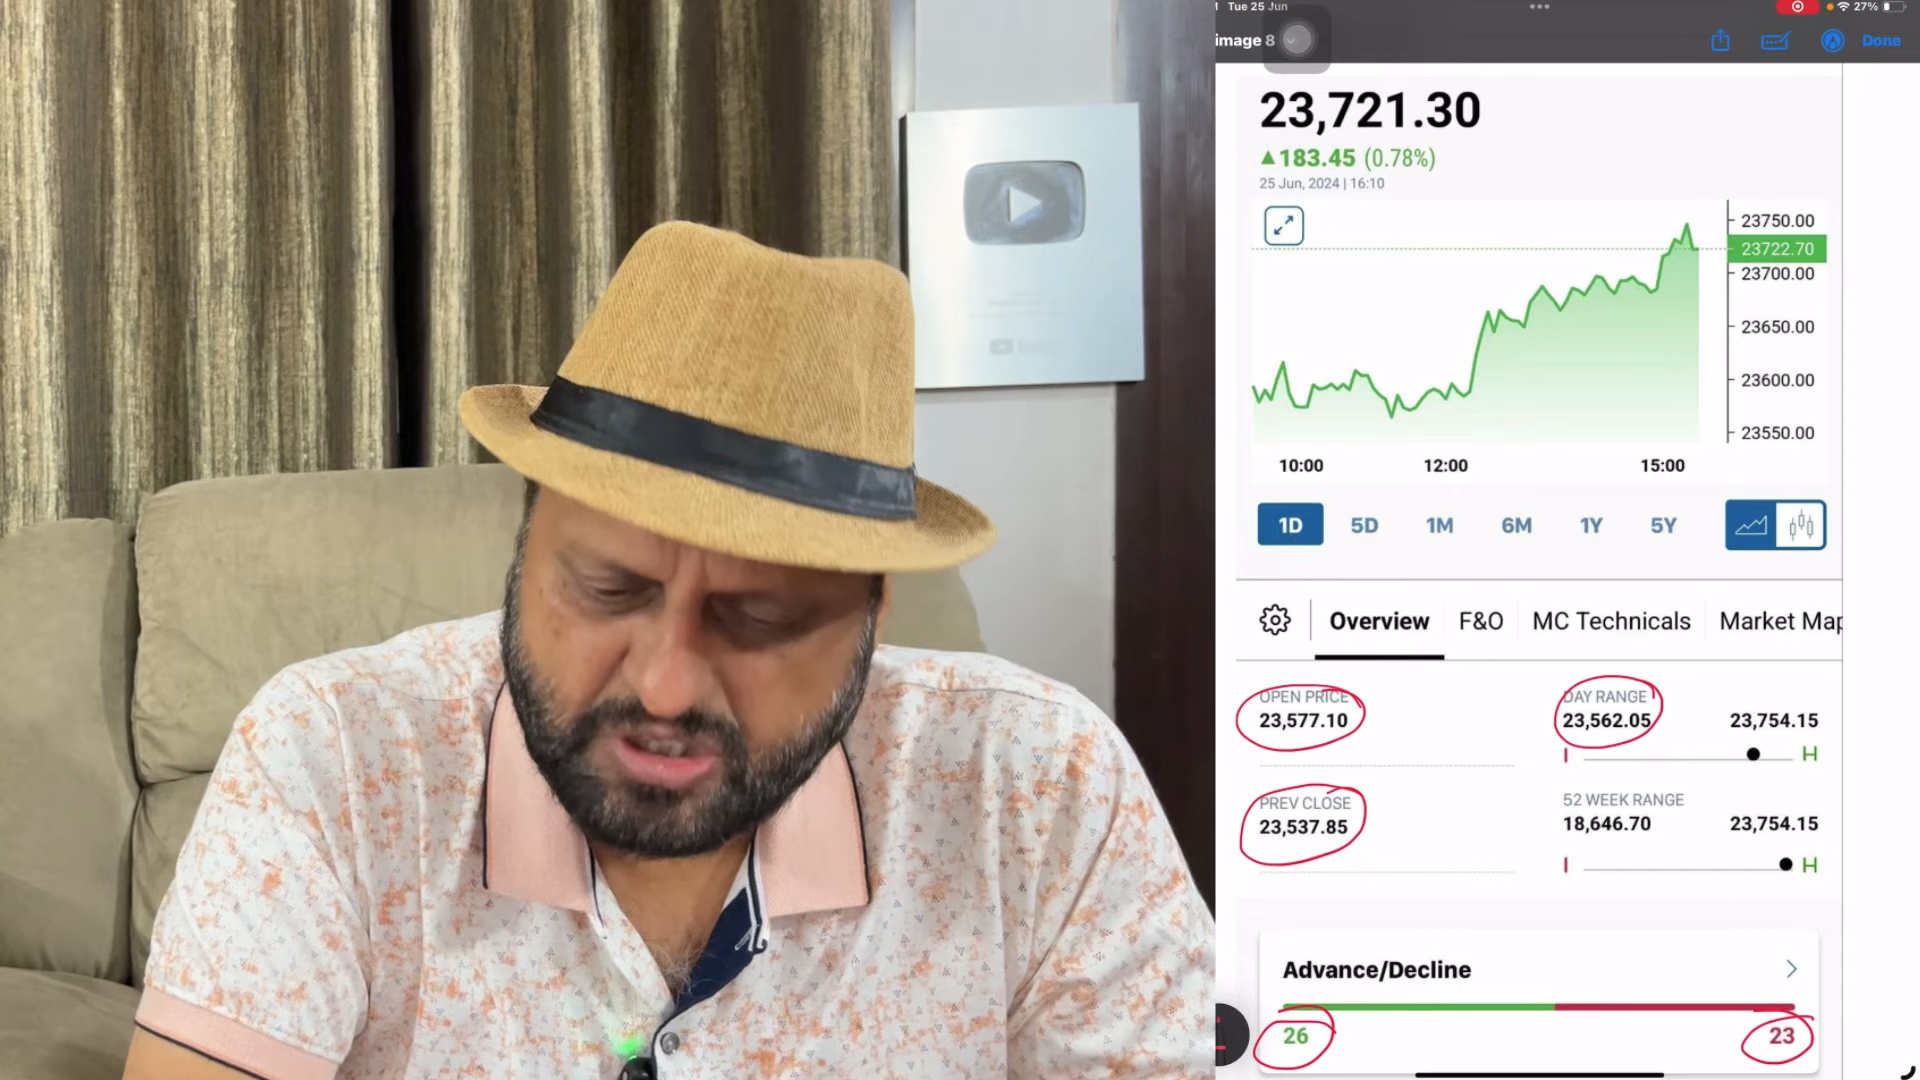 Tue 25 Jun
27%
image 8
Done
23,721.30
▲183.45 (0.78%)
25 Jun, 2024 | 16:10
23750.00
23722.70
23700.00
23650.00
23600.00
23550.00
10:00 12:00 15:00
1D 5D 1M 6M 1Y 5Y
Overview F&O MC Technicals Market Map
OPEN PRICE DAY RANGE
23,577.10 23,562.05 23,754.15
H
PREV CLOSE 52 WEEK RANGE
23,537.85 18,646.70 23,754.15
H
Advance/Decline
26 23